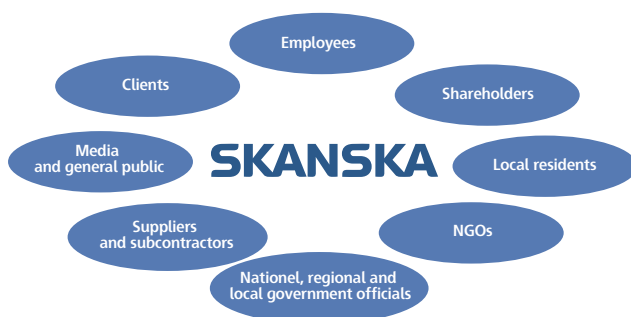 Employees
Clients
Shareholders
Media
and general public
SKANSKA
Local residents
Suppliers
and subcontractors
NGOs
Nationel, regional and
local government officials